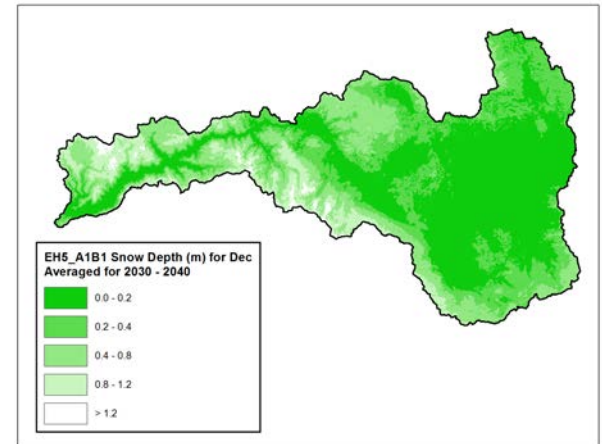 EH5_A1B1 Snow Depth (m) for Dec
Averaged for 2030 - 2040
0.0 - 0.2
0.2 - 0.4
0.4 - 0.8
0.8 - 1.2
> 1.2